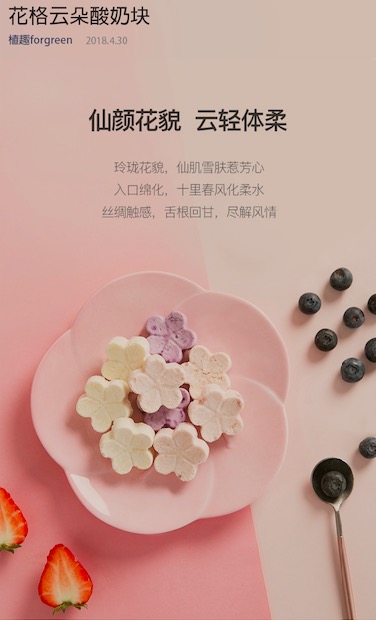 花格云朵酸奶块
植趣forgreen 2018.4.30
仙颜花貌 云轻体柔
玲珑花貌，仙肌雪肤惹芳心
入口绵化，十里春风化柔水
丝绸触感，舌根回甘，尽解风情